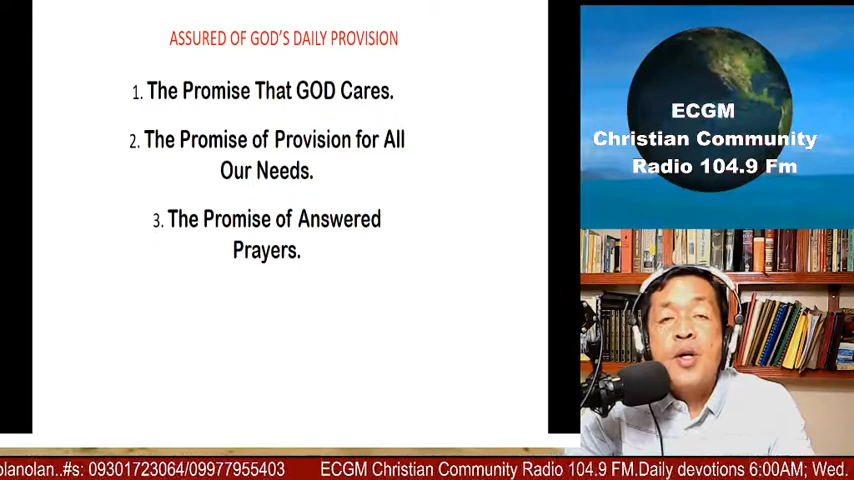 ASSURED OF GOD'S DAILY PROVISION
1. The Promise That GOD Cares.
2. The Promise of Provision for All
Our Needs.
3. The Promise of Answered
Prayers.
ECGM
Christian Community
Radio 104.9 Fm
planolan..#s: 09301723064/09977955403 ECGM Christian Community Radio 104.9 FM.Daily devotions 6:00AM; Wed.